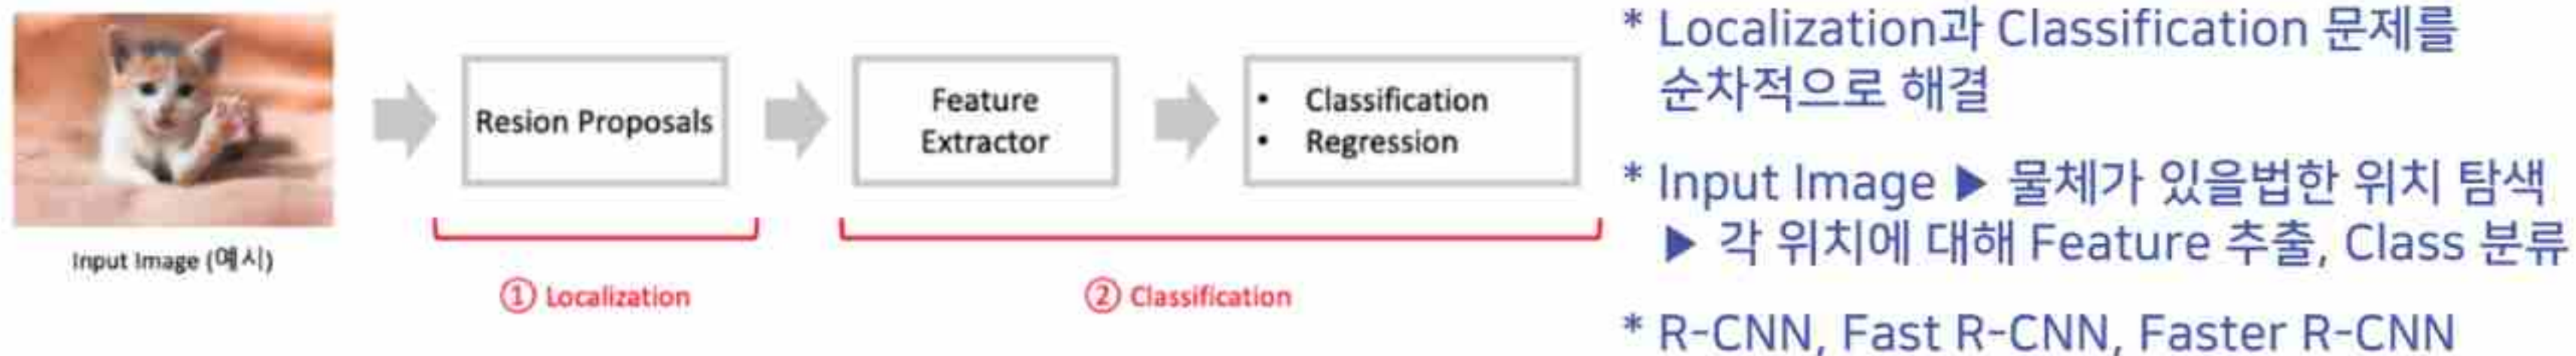 Input Image (예시)
Resion Proposals
① Localization
Feature
Extractor
• Classification
• Regression
② Classification
* Localization과 Classification 문제를
순차적으로 해결
* Input Image ▶ 물체가 있을법한 위치 탐색
▶ 각 위치에 대해 Feature 추출, Class 분류
* R-CNN, Fast R-CNN, Faster R-CNN